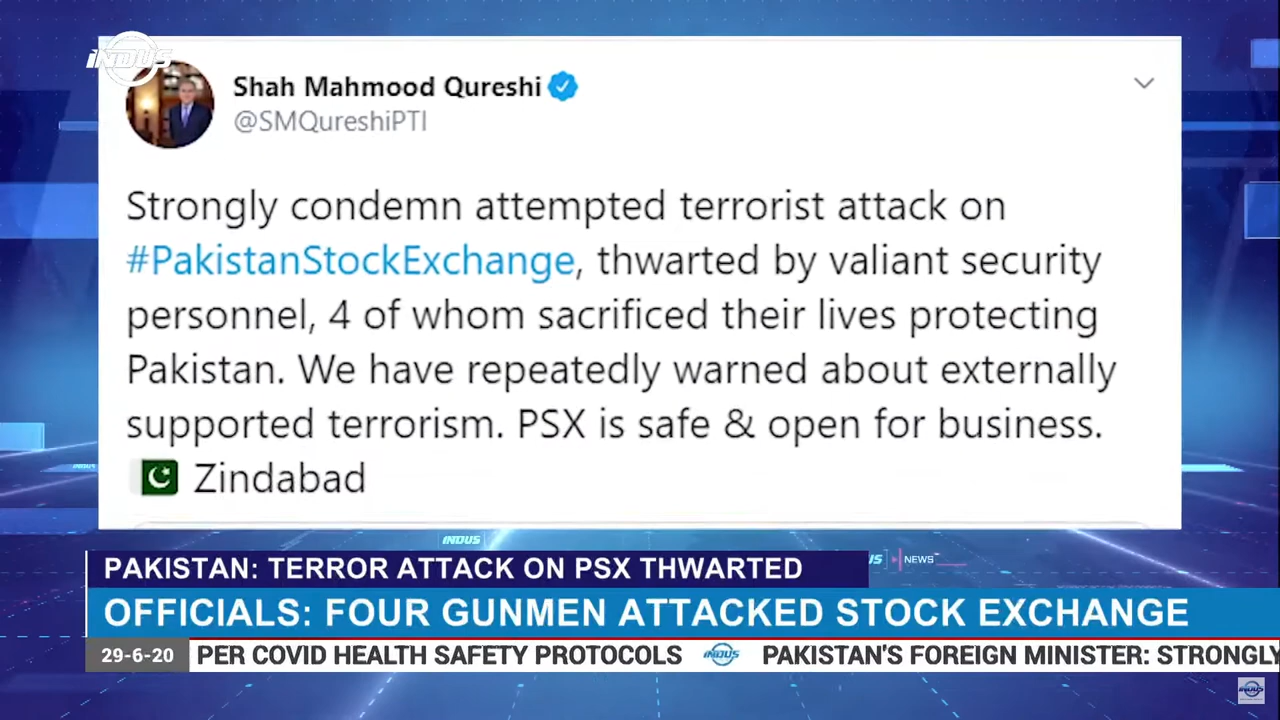 iNDUS
Shah Mahmood Qureshi
@SMQureshiPTI
Strongly condemn attempted terrorist attack on
#PakistanStockExchange, thwarted by valiant security
personnel, 4 of whom sacrificed their lives protecting
Pakistan. We have repeatedly warned about externally
supported terrorism. PSX is safe & open for business.
🇵🇰 Zindabad
iNDUS
NEWS
PAKISTAN: TERROR ATTACK ON PSX THWARTED
OFFICIALS: FOUR GUNMEN ATTACKED STOCK EXCHANGE
29-6-20 PER COVID HEALTH SAFETY PROTOCOLS iNDUS PAKISTAN'S FOREIGN MINISTER: STRONGLY
iNDUS